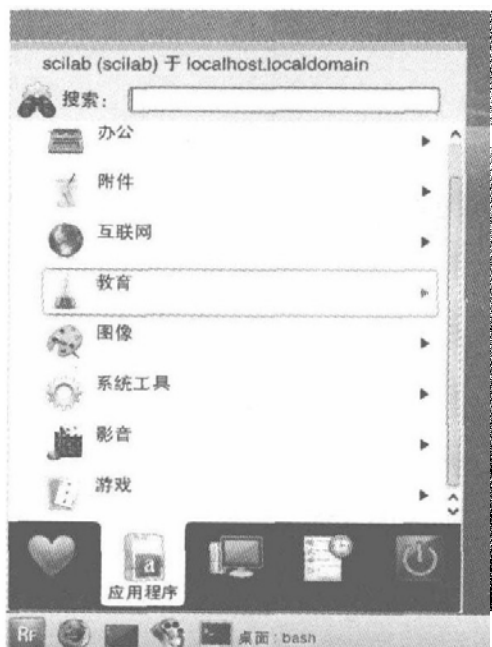 scilab (scilab) 于 localhost.localdomain
搜索：
办公
附件
互联网
教育
图像
系统工具
影音
游戏
a
应用程序
RF
桌面 : bash